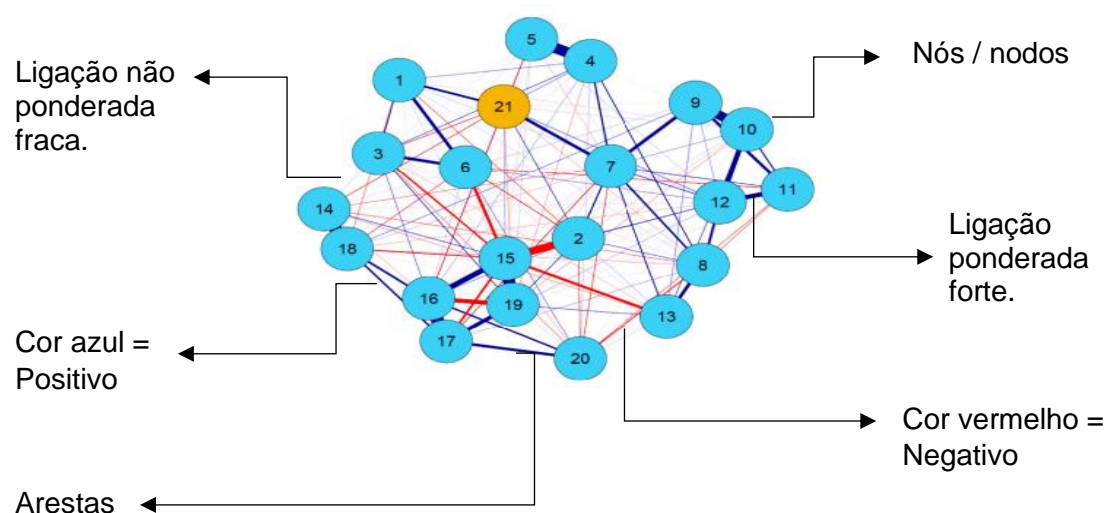 5
4
Nós / nodos
Ligação não
ponderada
fraca.
1
21
9
10
3
6
7
11
12
14
18
2
15
8
Ligação
ponderada
forte.
16
19
13
17
20
Cor azul =
Positivo
Cor vermelho =
Negativo
Arestas